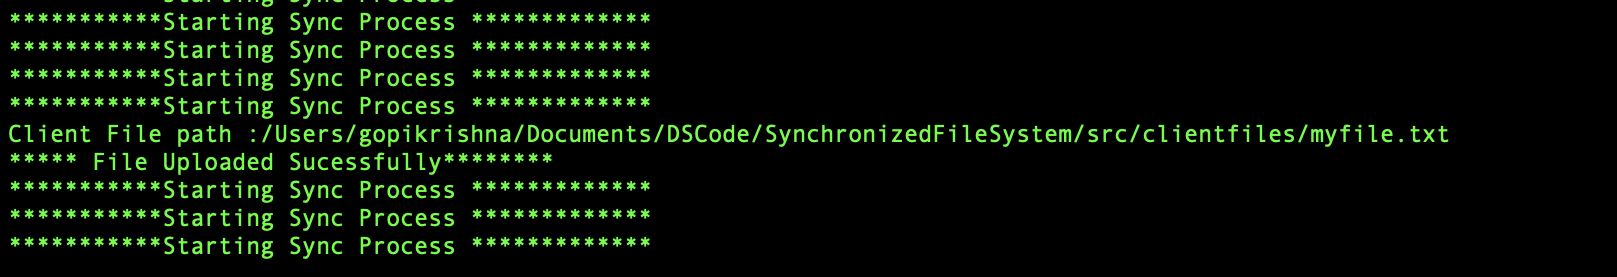 ***********Starting Sync Process *************
***********Starting Sync Process *************
***********Starting Sync Process *************
***********Starting Sync Process *************
Client File path :/Users/gopikrishna/Documents/DSCode/SynchronizedFileSystem/src/clientfiles/myfile.txt
***** File Uploaded Sucessfully********
***********Starting Sync Process *************
***********Starting Sync Process *************
***********Starting Sync Process *************